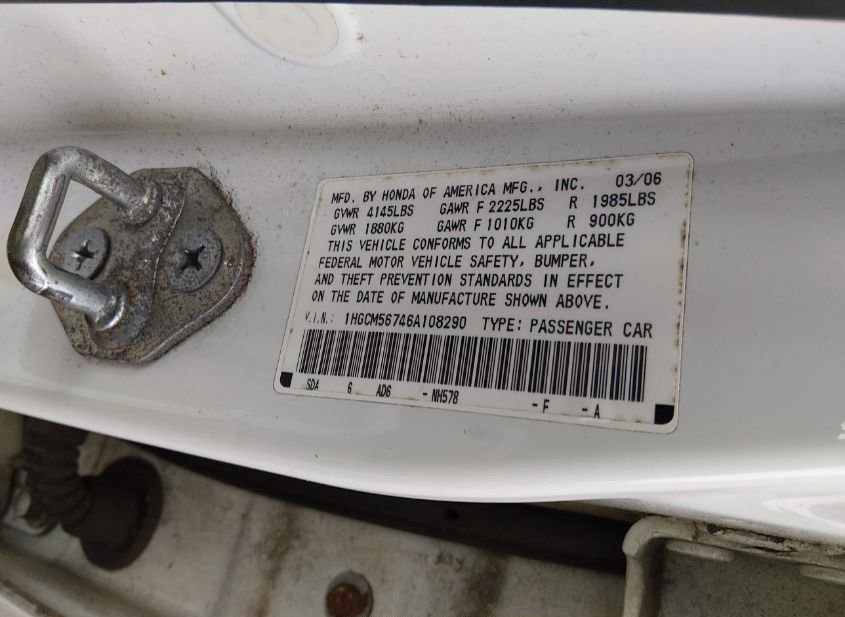 MFD. BY HONDA OF AMERICA MFG., INC. 03/06
GVWR 4145LBS GAWR F 2225LBS R 1985LBS
GVWR 1880KG GAWR F 1010KG R 900KG
THIS VEHICLE CONFORMS TO ALL APPLICABLE
FEDERAL MOTOR VEHICLE SAFETY, BUMPER,
AND THEFT PREVENTION STANDARDS IN EFFECT
ON THE DATE OF MANUFACTURE SHOWN ABOVE.
V.I.N.: 1HGCM56746A108290 TYPE: PASSENGER CAR
SDA 6 AD6 - NH578 - F - A